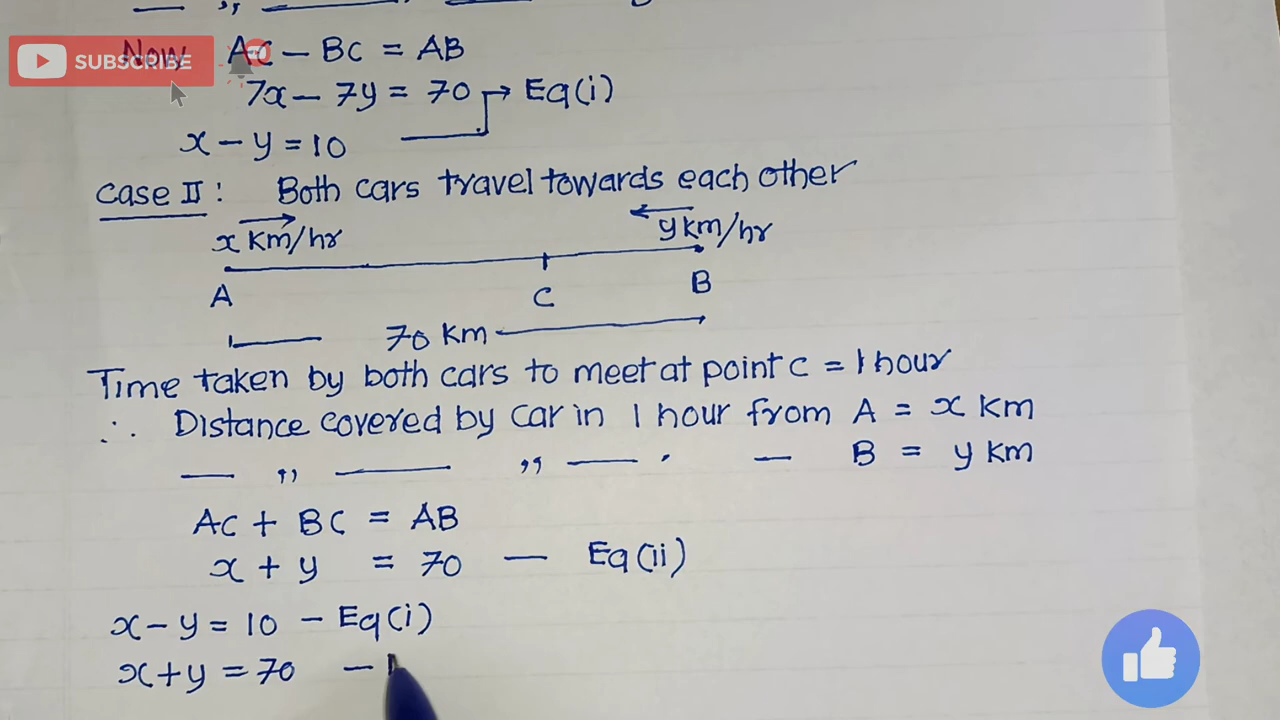 SUBSCRIBE
Now AC - BC = AB
7x - 7y = 70 → Eq(i)
x - y = 10
Case II : Both cars travel towards each other
x Km/hr y km/hr
A C B
70 Km
Time taken by both cars to meet at point C = 1 hour
∴ Distance covered by car in 1 hour from A = x Km
— ,, — ,, — — B = y Km
AC + BC = AB
x + y = 70 — Eq(ii)
x - y = 10 - Eq(i)
x + y = 70 -